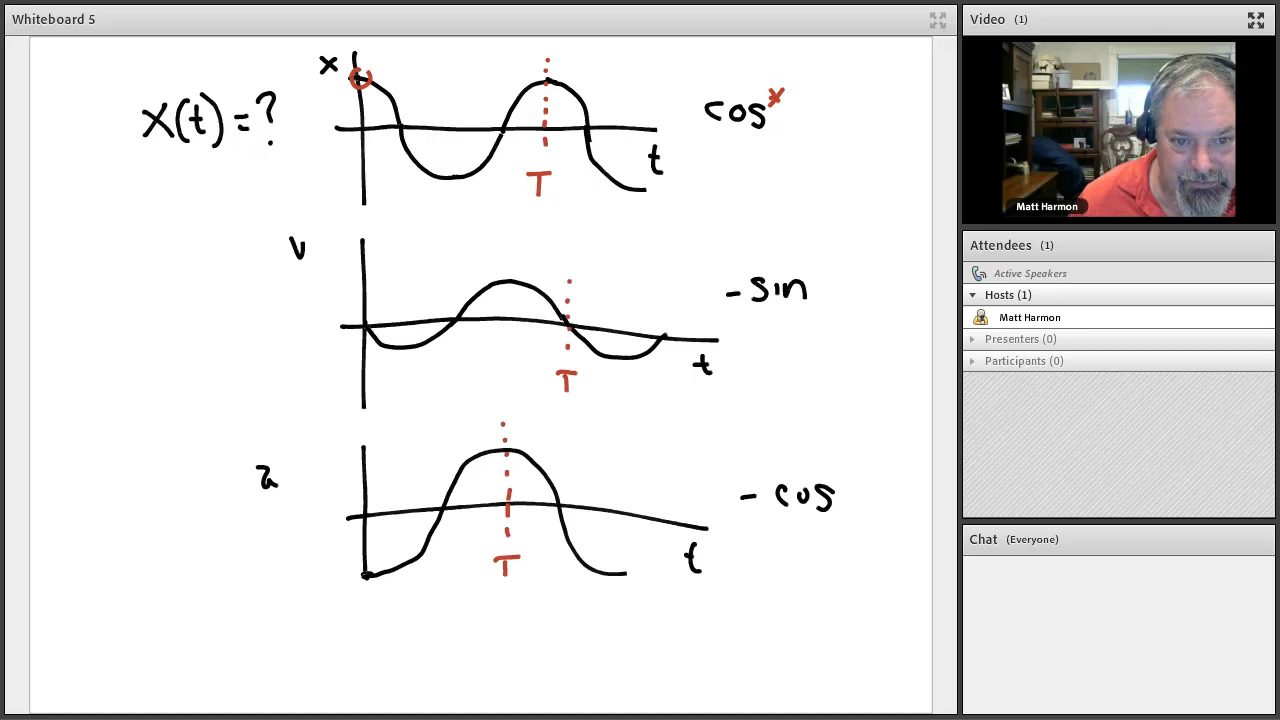 Whiteboard 5
x
X(t) = ?
cos x
t
T
v
- sin
t
T
a
- cos
t
T
Video (1)
Matt Harmon
Attendees (1)
Active Speakers
Hosts (1)
Matt Harmon
Presenters (0)
Participants (0)
Chat (Everyone)